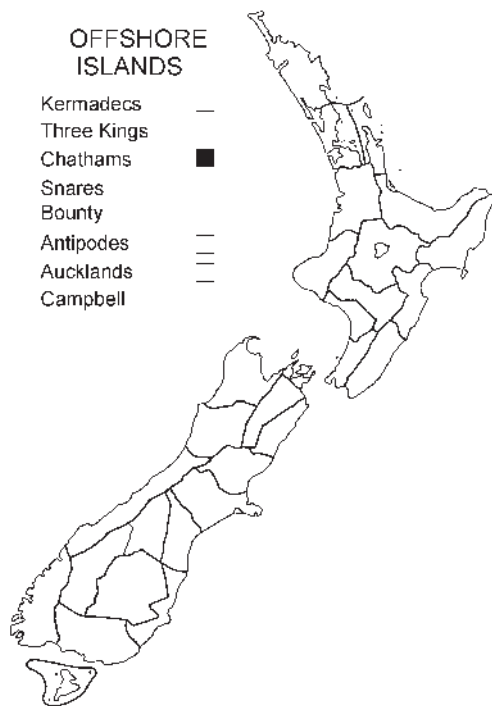 OFFSHORE
ISLANDS
Kermadecs
Three Kings
Chathams
Snares
Bounty
Antipodes
Aucklands
Campbell